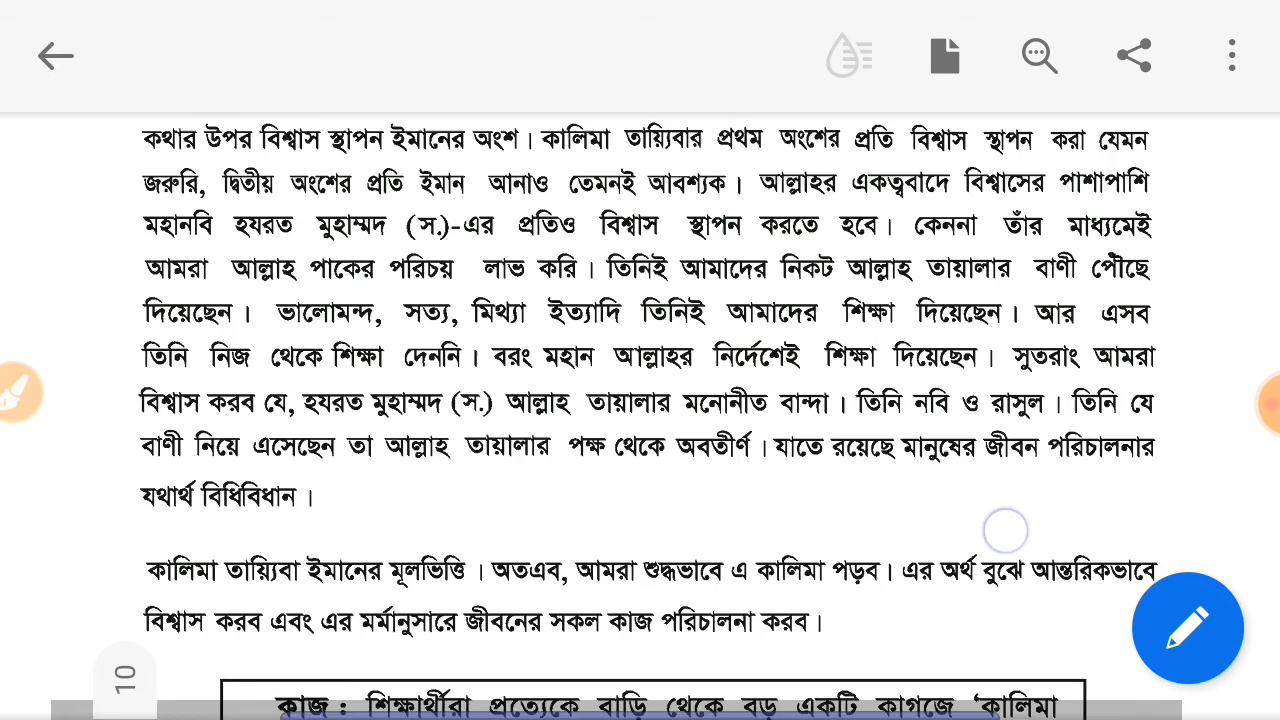 কথার উপর বিশ্বাস স্থাপন ইমানের অংশ। কালিমা তায়্যিবার প্রথম অংশের প্রতি বিশ্বাস স্থাপন করা যেমন
জরুরি, দ্বিতীয় অংশের প্রতি ইমান আনাও তেমনই আবশ্যক। আল্লাহর একত্ববাদে বিশ্বাসের পাশাপাশি
মহানবি হযরত মুহাম্মদ (স.)-এর প্রতিও বিশ্বাস স্থাপন করতে হবে। কেননা তাঁর মাধ্যমেই
আমরা আল্লাহ পাকের পরিচয় লাভ করি। তিনিই আমাদের নিকট আল্লাহ তায়ালার বাণী পৌঁছে
দিয়েছেন। ভালোমন্দ, সত্য, মিথ্যা ইত্যাদি তিনিই আমাদের শিক্ষা দিয়েছেন। আর এসব
তিনি নিজ থেকে শিক্ষা দেননি। বরং মহান আল্লাহর নির্দেশেই শিক্ষা দিয়েছেন। সুতরাং আমরা
বিশ্বাস করব যে, হযরত মুহাম্মদ (স.) আল্লাহ তায়ালার মনোনীত বান্দা। তিনি নবি ও রাসুল। তিনি যে
বাণী নিয়ে এসেছেন তা আল্লাহ তায়ালার পক্ষ থেকে অবতীর্ণ। যাতে রয়েছে মানুষের জীবন পরিচালনার
যথার্থ বিধিবিধান।
কালিমা তায়্যিবা ইমানের মূলভিত্তি। অতএব, আমরা শুদ্ধভাবে এ কালিমা পড়ব। এর অর্থ বুঝে আন্তরিকভাবে
বিশ্বাস করব এবং এর মর্মানুসারে জীবনের সকল কাজ পরিচালনা করব।
10
কাজ : শিক্ষার্থীরা প্রত্যেকে বাড়ি থেকে বড় একটি কাগজে ‘কালিমা